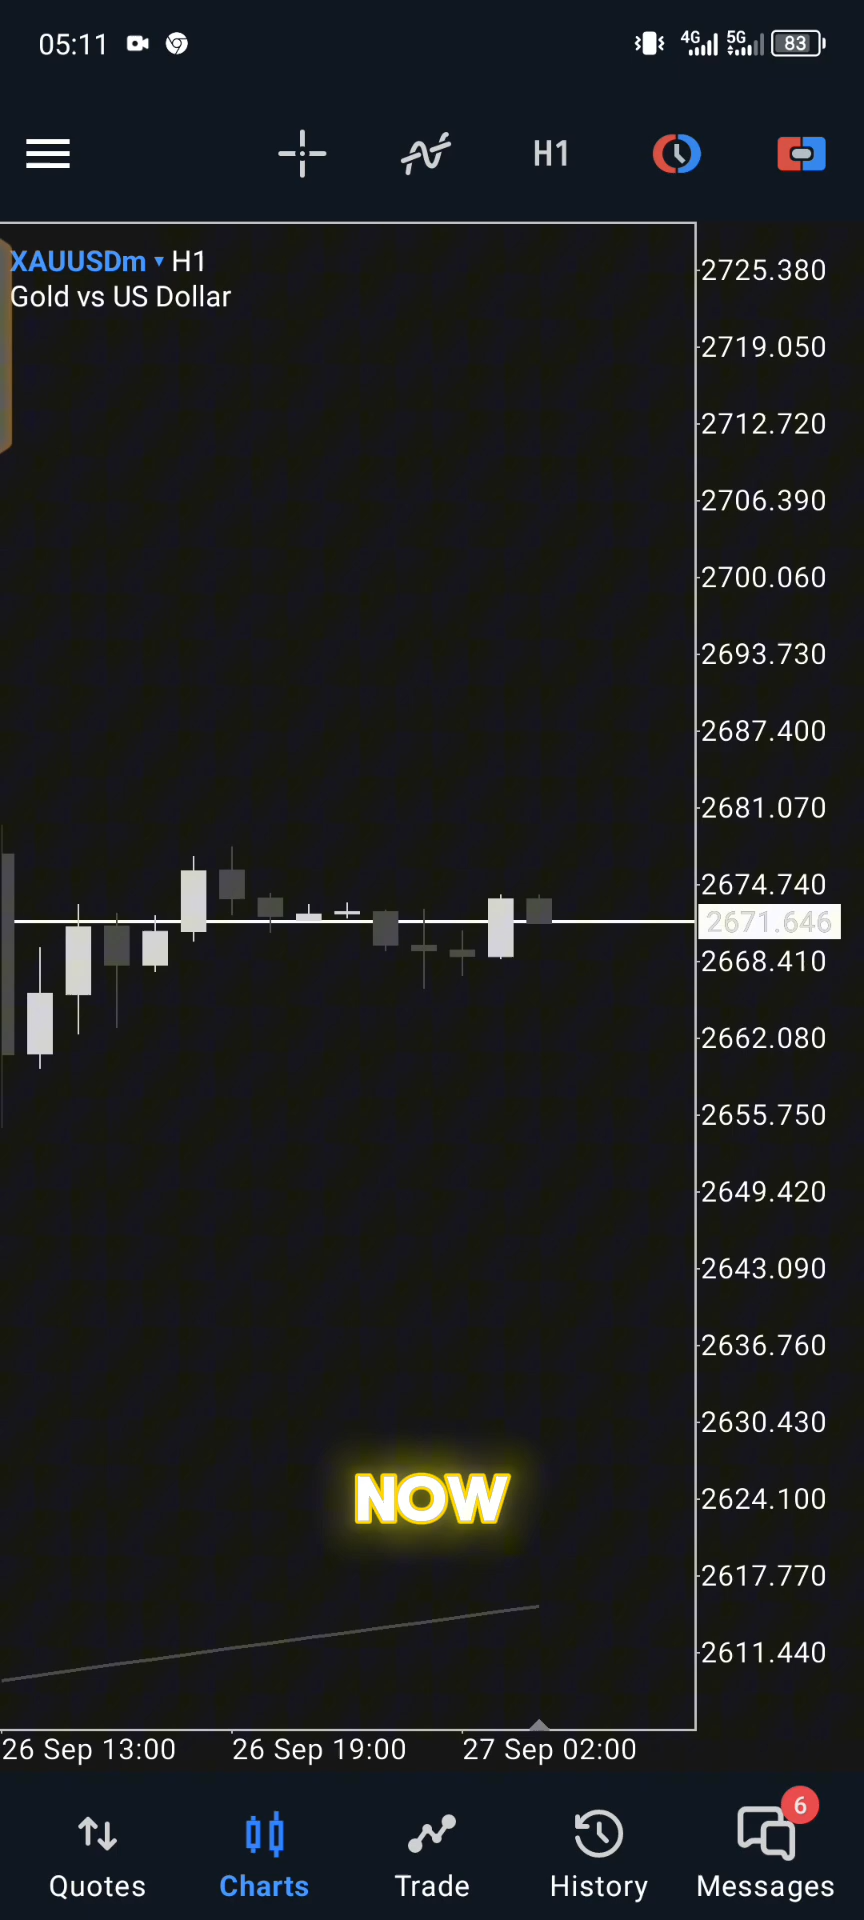 05:11
4G
5G
83
H1
XAUUSDm ▾ H1
Gold vs US Dollar
2725.380
2719.050
2712.720
2706.390
2700.060
2693.730
2687.400
2681.070
2674.740
2671.646
2668.410
2662.080
2655.750
2649.420
2643.090
2636.760
2630.430
NOW
2624.100
2617.770
2611.440
26 Sep 13:00
26 Sep 19:00
27 Sep 02:00
6
Quotes
Charts
Trade
History
Messages